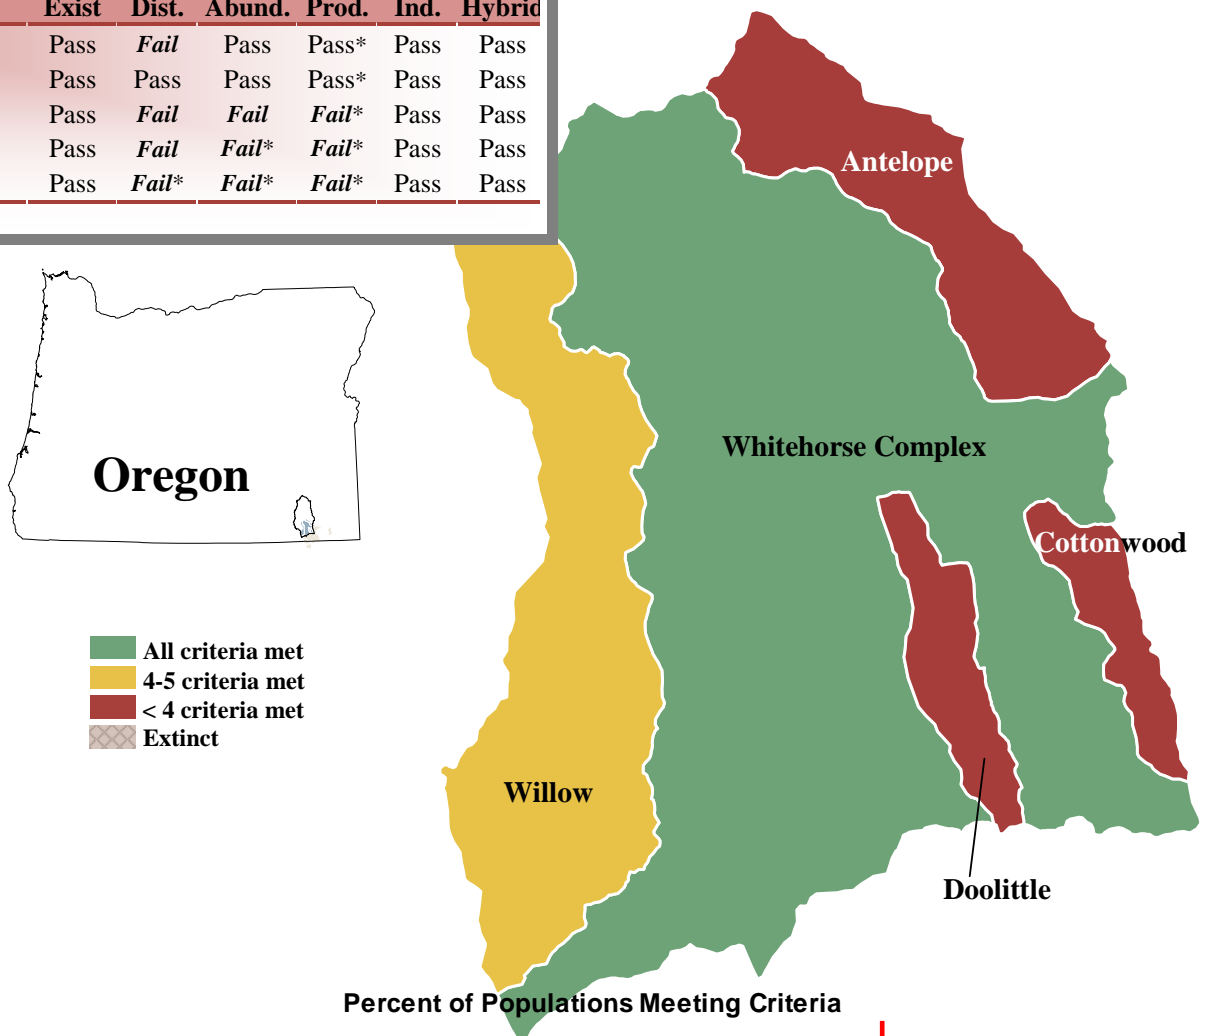 Exist Dist. Abund. Prod. Ind. Hybrid
Pass Fail Pass Pass* Pass Pass
Pass Pass Pass Pass* Pass Pass
Pass Fail Fail Fail* Pass Pass
Pass Fail Fail* Fail* Pass Pass
Pass Fail* Fail* Fail* Pass Pass
Antelope
Whitehorse Complex
Oregon
Cottonwood
All criteria met
4-5 criteria met
< 4 criteria met
Extinct
Willow
Doolittle
Percent of Populations Meeting Criteria